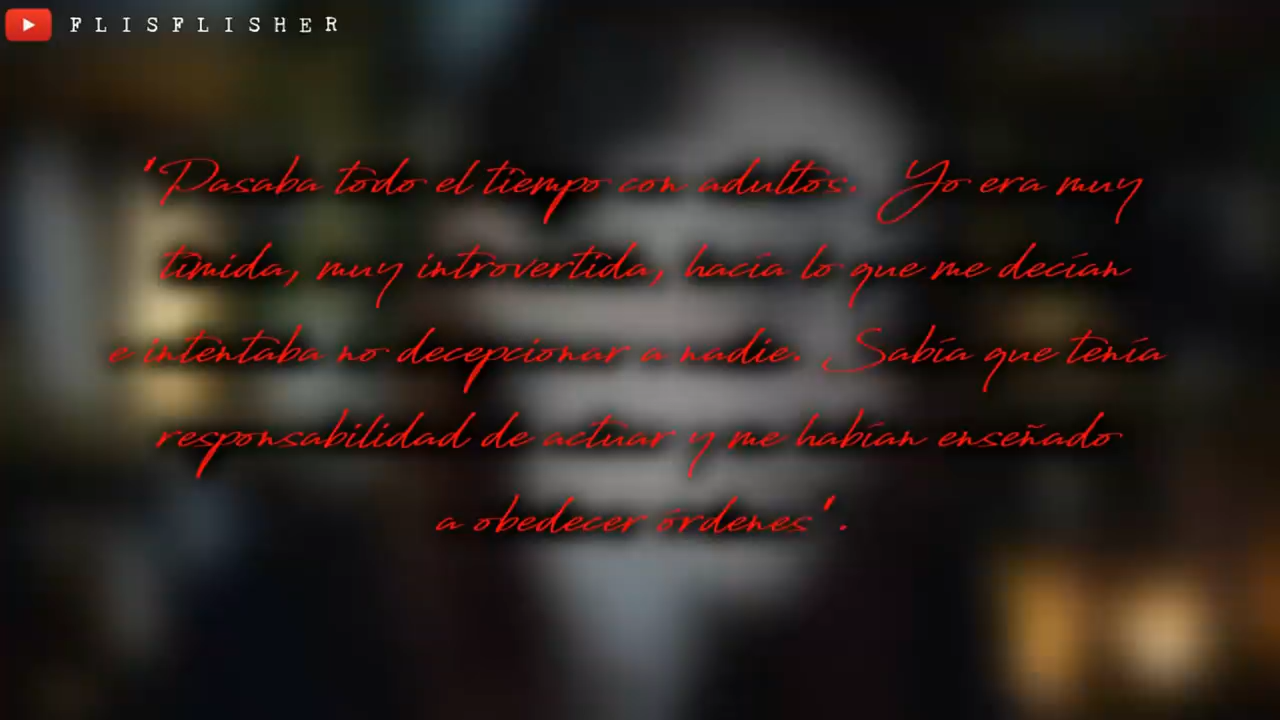 FLISFLISHER
'Pasaba todo el tiempo con adultos. Yo era muy
tímida, muy introvertida, hacía lo que me decían
e intentaba no decepcionar a nadie. Sabía que tenía
responsabilidad de actuar y me habían enseñado
a obedecer órdenes'.